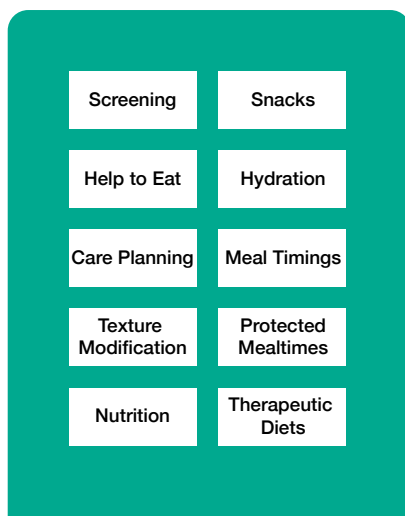 Screening
Snacks
Help to Eat
Hydration
Care Planning
Meal Timings
Texture
Modification
Protected
Mealtimes
Nutrition
Therapeutic
Diets